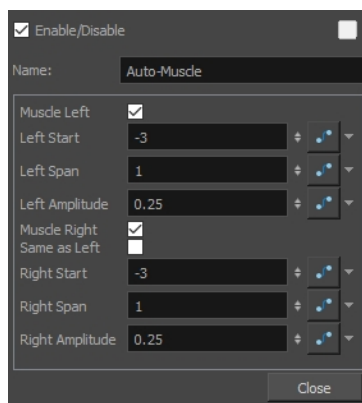 Enable/Disable
Name: Auto-Muscle
Muscle Left
Left Start -3
Left Span 1
Left Amplitude 0.25
Muscle Right
Same as Left
Right Start -3
Right Span 1
Right Amplitude 0.25
Close